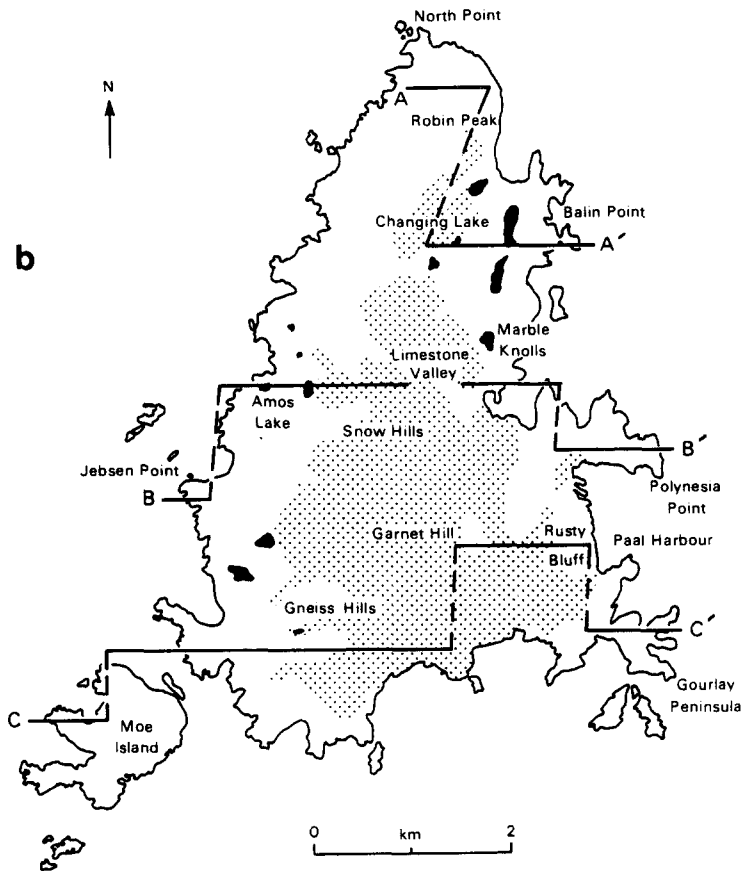 North Point
N
A
Robin Peak
Changing Lake
Balin Point
A′
b
Marble
Knolls
Limestone
Valley
Amos
Lake
Snow Hills
Jebsen Point
B
B′
Polynesia
Point
Garnet Hill
Rusty
Bluff
Paal Harbour
Gneiss Hills
C′
Gourlay
Peninsula
C
Moe
Island
0 km 2